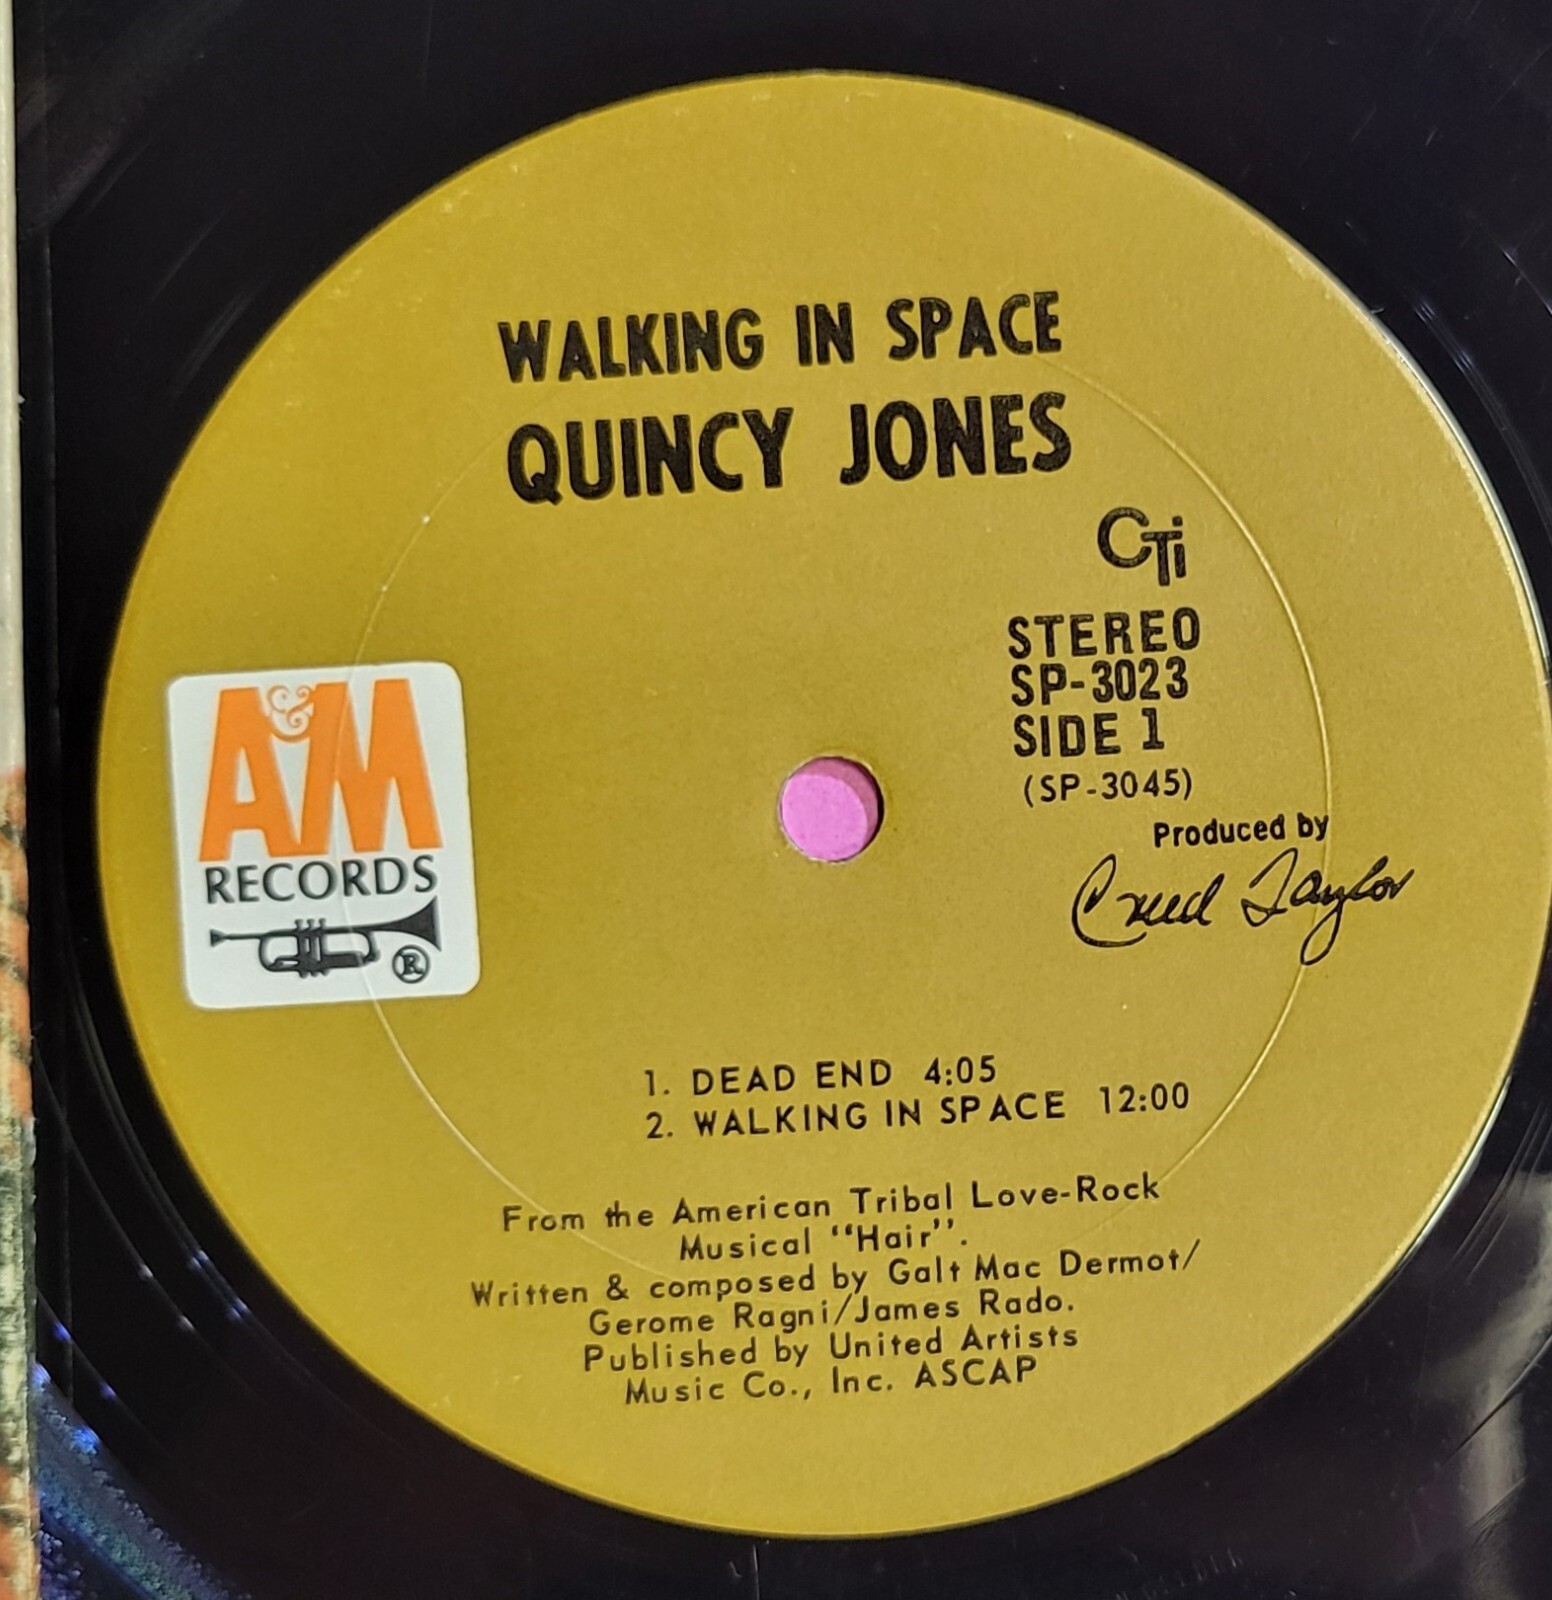 WALKING IN SPACE
QUINCY JONES
CTi
STEREO
SP-3023
SIDE 1
(SP-3045)
Produced by
Creed Taylor
A&M
RECORDS
®
1. DEAD END 4:05
2. WALKING IN SPACE 12:00
From the American Tribal Love-Rock
Musical "Hair".
Written & composed by Galt Mac Dermot/
Gerome Ragni/James Rado.
Published by United Artists
Music Co., Inc. ASCAP